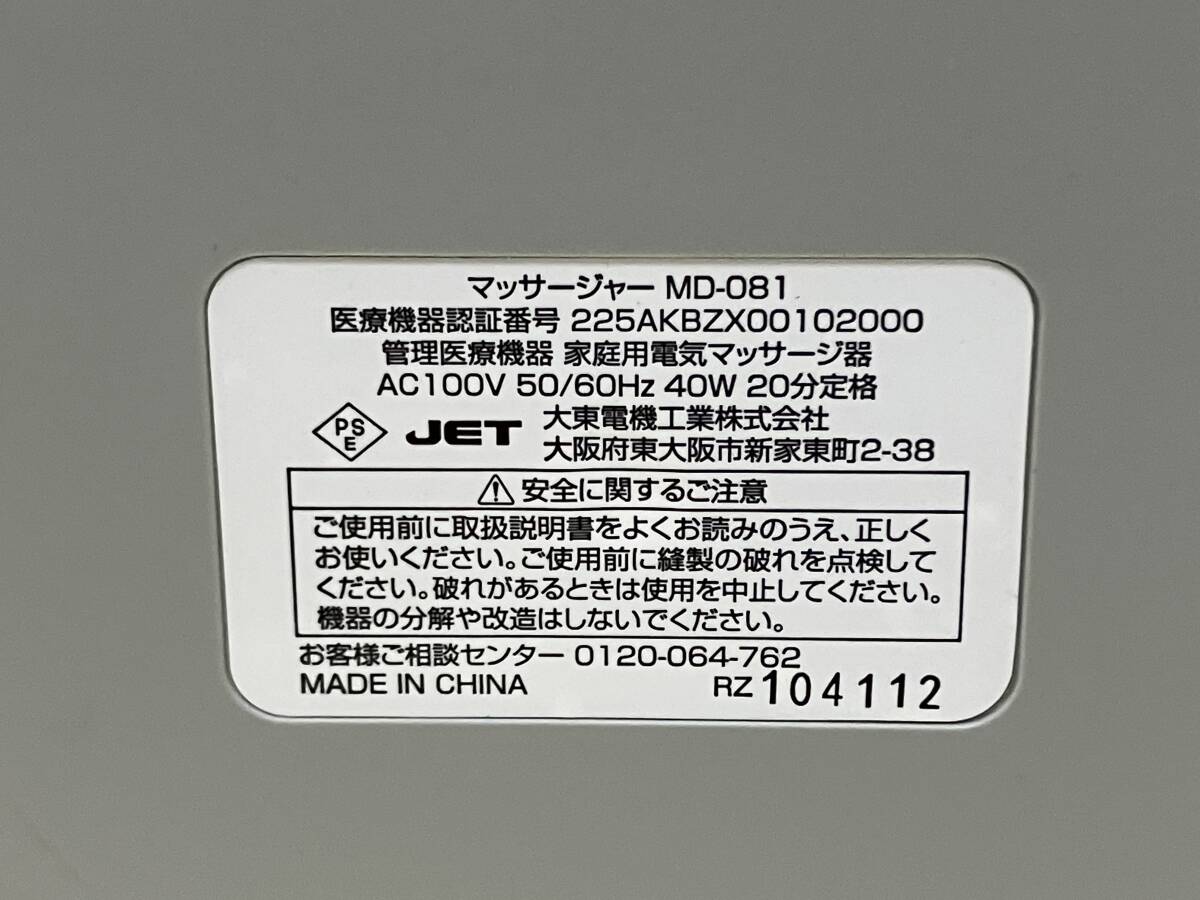 マッサージャー MD-081
医療機器認証番号 225AKBZX00102000
管理医療機器 家庭用電気マッサージ器
AC100V 50/60Hz 40W 20分定格
PS
E
JET
大東電機工業株式会社
大阪府東大阪市新家東町2-38
安全に関するご注意
ご使用前に取扱説明書をよくお読みのうえ、正しく
お使いください。ご使用前に縫製の破れを点検して
ください。破れがあるときは使用を中止してください。
機器の分解や改造はしないでください。
お客様ご相談センター 0120-064-762
MADE IN CHINA
RZ 104112